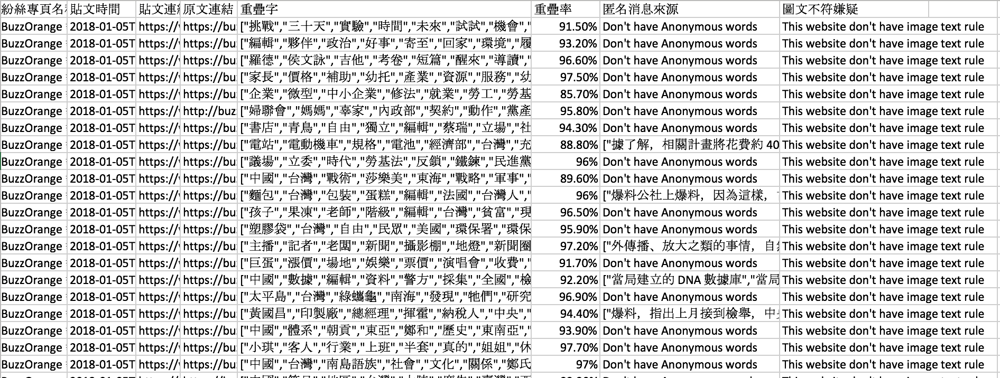 紛絲專頁名稱 貼文時間 貼文連結 原文連結 重疊字 重疊率 匿名消息來源 圖文不符嫌疑
BuzzOrange 2018-01-05T https:// https://bu ["挑戰","三十天","實驗","時間","未來","試試","機會"," 91.50% Don't have Anonymous words This website don't have image text rule
BuzzOrange 2018-01-05T https:// https://bu ["編輯","夥伴","政治","好事","寄至","回家","環境","履 93.20% Don't have Anonymous words This website don't have image text rule
BuzzOrange 2018-01-05T https:// https://bu ["羅德","侯文詠","吉他","考卷","短篇","醒來","導讀"," 96.60% Don't have Anonymous words This website don't have image text rule
BuzzOrange 2018-01-05T https:// https://bu ["家長","價格","補助","幼托","產業","資源","服務","幼 97.50% Don't have Anonymous words This website don't have image text rule
BuzzOrange 2018-01-05T https:// https://bu ["企業","微型","中小企業","修法","就業","勞工","勞基 85.70% Don't have Anonymous words This website don't have image text rule
BuzzOrange 2018-01-05T https:// http://buz ["婦聯會","媽媽","辜家","內政部","契約","動作","黨產 95.80% Don't have Anonymous words This website don't have image text rule
BuzzOrange 2018-01-05T https:// https://bu ["書店","青鳥","自由","獨立","編輯","蔡瑞","立場","社 94.30% Don't have Anonymous words This website don't have image text rule
BuzzOrange 2018-01-05T https:// https://bu ["電站","電動機車","規格","電池","經濟部","台灣","充 88.80% ["據了解，相關計畫將花費約 40 This website don't have image text rule
BuzzOrange 2018-01-05T https:// https://bu ["議場","立委","時代","勞基法","反鎖","鐵鍊","民進黨 96% Don't have Anonymous words This website don't have image text rule
BuzzOrange 2018-01-05T https:// https://bu ["中國","台灣","戰術","莎樂美","東海","戰略","軍事"," 89.60% Don't have Anonymous words This website don't have image text rule
BuzzOrange 2018-01-05T https:// https://bu ["麵包","台灣","包裝","蛋糕","編輯","法國","台灣人"," 96% ["爆料公社上爆料，因為這樣， This website don't have image text rule
BuzzOrange 2018-01-05T https:// https://bu ["孩子","果凍","老師","階級","編輯","台灣","貧富","現 96.50% Don't have Anonymous words This website don't have image text rule
BuzzOrange 2018-01-05T https:// https://bu ["塑膠袋","台灣","自由","民眾","美國","環保署","環保 95.90% Don't have Anonymous words This website don't have image text rule
BuzzOrange 2018-01-05T https:// https://bu ["主播","記者","老闆","新聞","攝影棚","地燈","新聞圈 97.20% ["外傳播、放大之類的事情，自 This website don't have image text rule
BuzzOrange 2018-01-05T https:// https://bu ["巨蛋","漲價","場地","娛樂","票價","演唱會","收費"," 91.70% Don't have Anonymous words This website don't have image text rule
BuzzOrange 2018-01-05T https:// https://bu ["中國","數據","編輯","資料","警方","採集","全國","檢 92.20% ["當局建立的 DNA 數據庫","當局 This website don't have image text rule
BuzzOrange 2018-01-05T https:// https://bu ["太平島","台灣","綠蠵龜","南海","發現","牠們","研究 96.90% Don't have Anonymous words This website don't have image text rule
BuzzOrange 2018-01-05T https:// https://bu ["黃國昌","印製廠","總經理","揮霍","納稅人","中央"," 94.40% ["爆料，指出上月接到檢舉，中 This website don't have image text rule
BuzzOrange 2018-01-05T https:// https://bu ["中國","體系","朝貢","東亞","鄭和","歷史","東南亞"," 93.90% Don't have Anonymous words This website don't have image text rule
BuzzOrange 2018-01-05T https:// https://bu ["小琪","客人","行業","上班","半套","真的","姐姐","休 97.70% Don't have Anonymous words This website don't have image text rule
BuzzOrange 2018-01-05T https:// https://bu ["中國","台灣","南島語族","社會","文化","關係","鄭氏 97% Don't have Anonymous words This website don't have image text rule